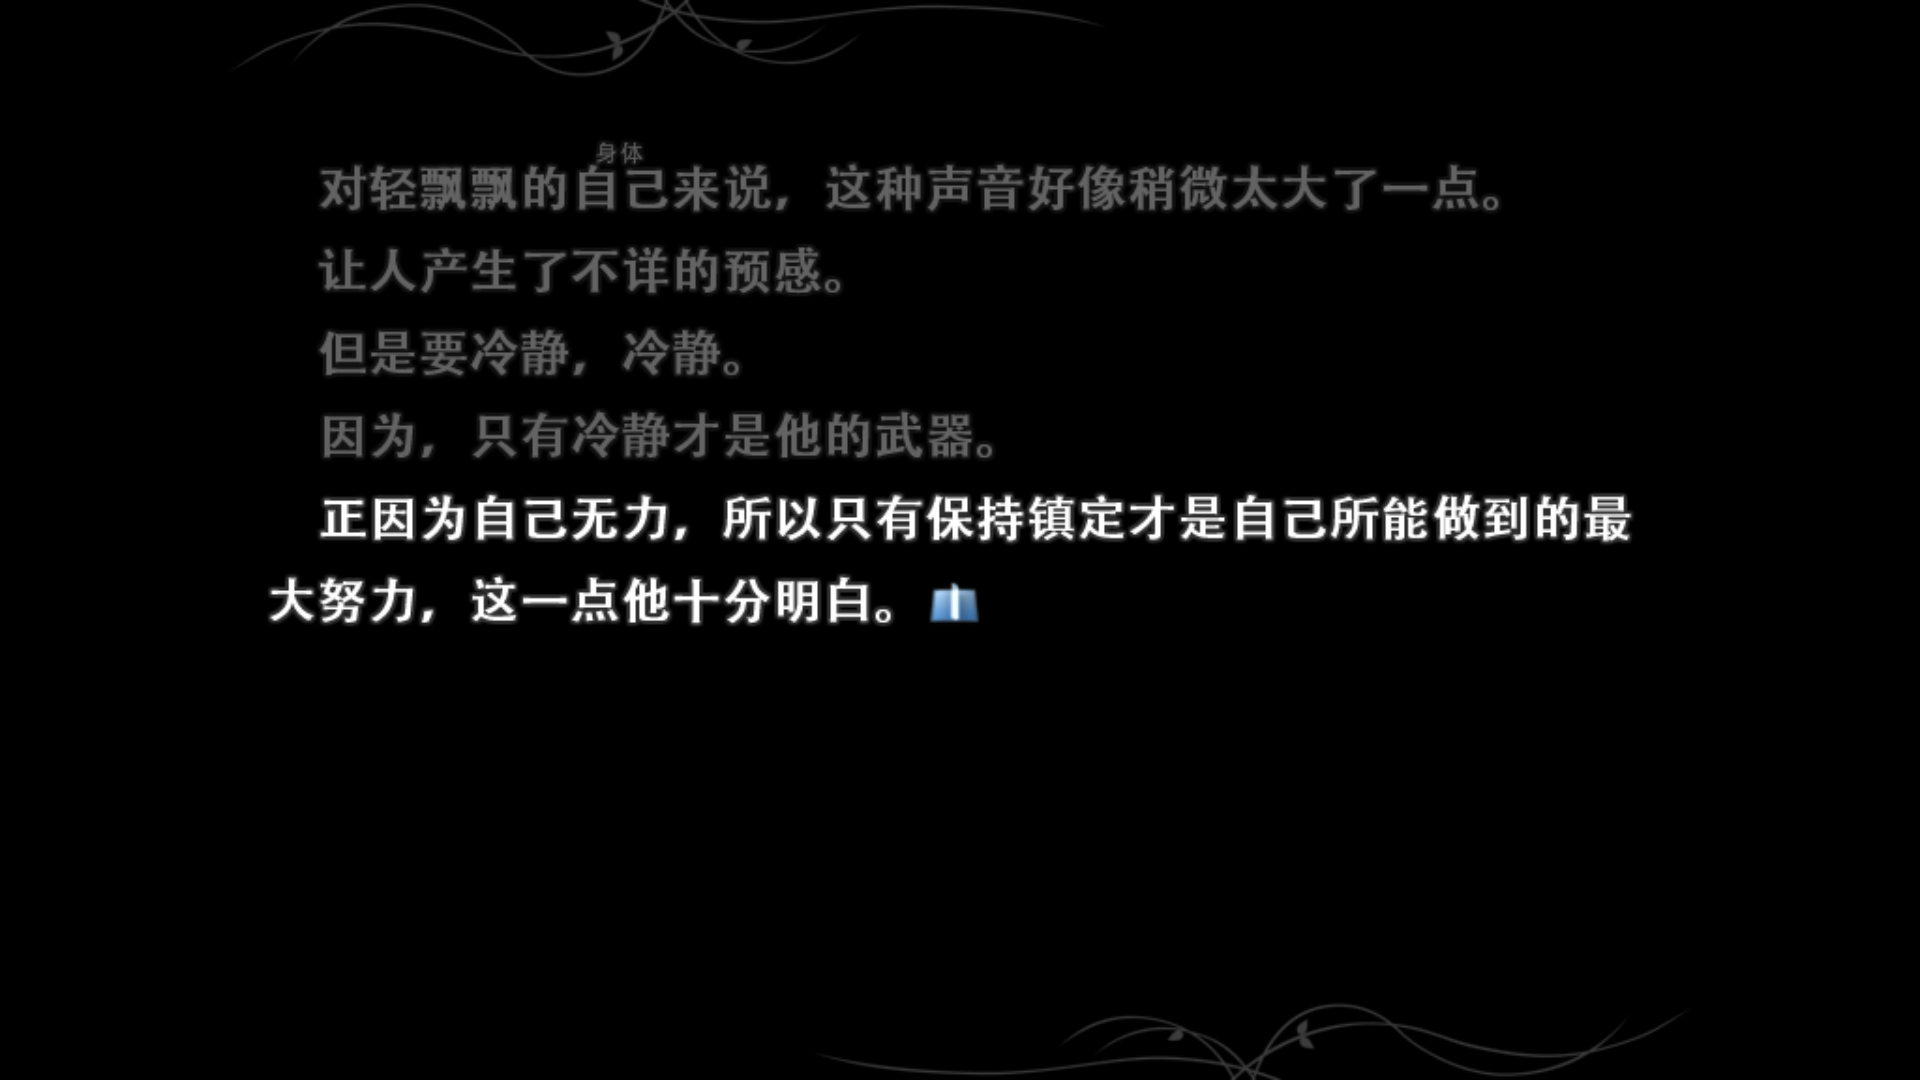 身体
对轻飘飘的自己来说，这种声音好像稍微太大了一点。
让人产生了不详的预感。
但是要冷静，冷静。
因为，只有冷静才是他的武器。
正因为自己无力，所以只有保持镇定才是自己所能做到的最
大努力，这一点他十分明白。